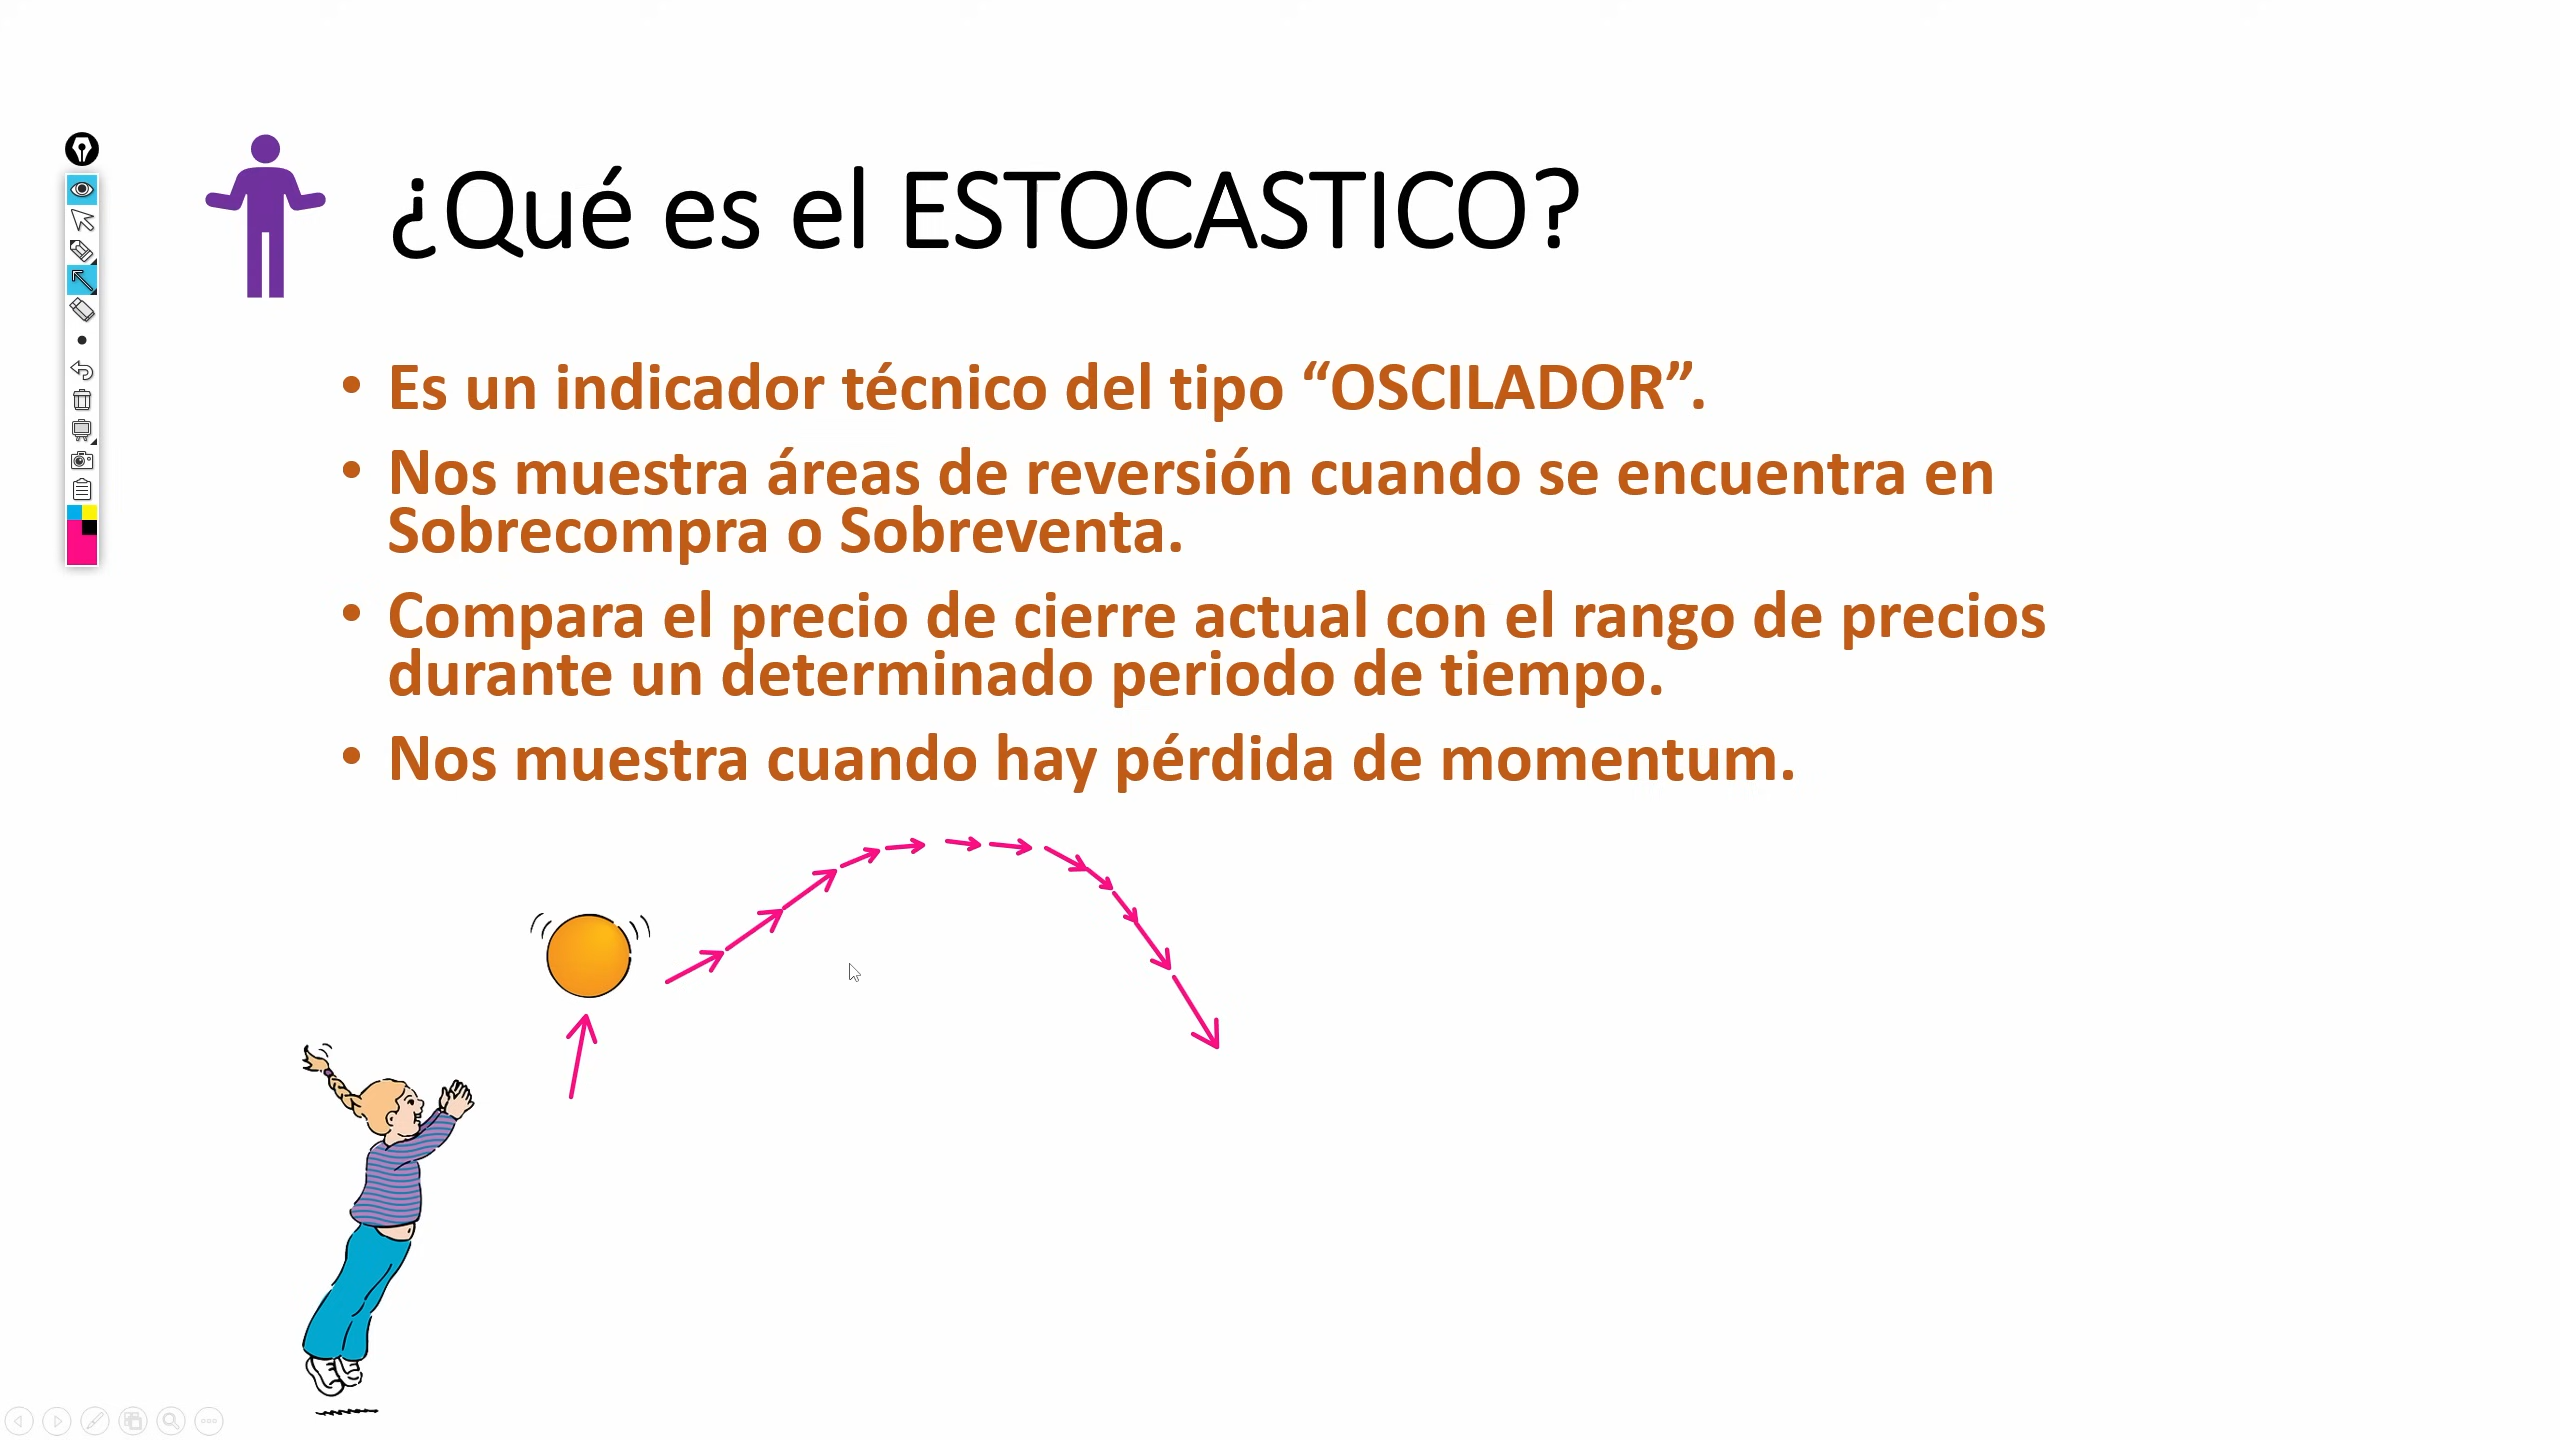 ¿Qué es el ESTOCASTICO?
• Es un indicador técnico del tipo “OSCILADOR”.
• Nos muestra áreas de reversión cuando se encuentra en
Sobrecompra o Sobreventa.
• Compara el precio de cierre actual con el rango de precios
durante un determinado periodo de tiempo.
• Nos muestra cuando hay pérdida de momentum.